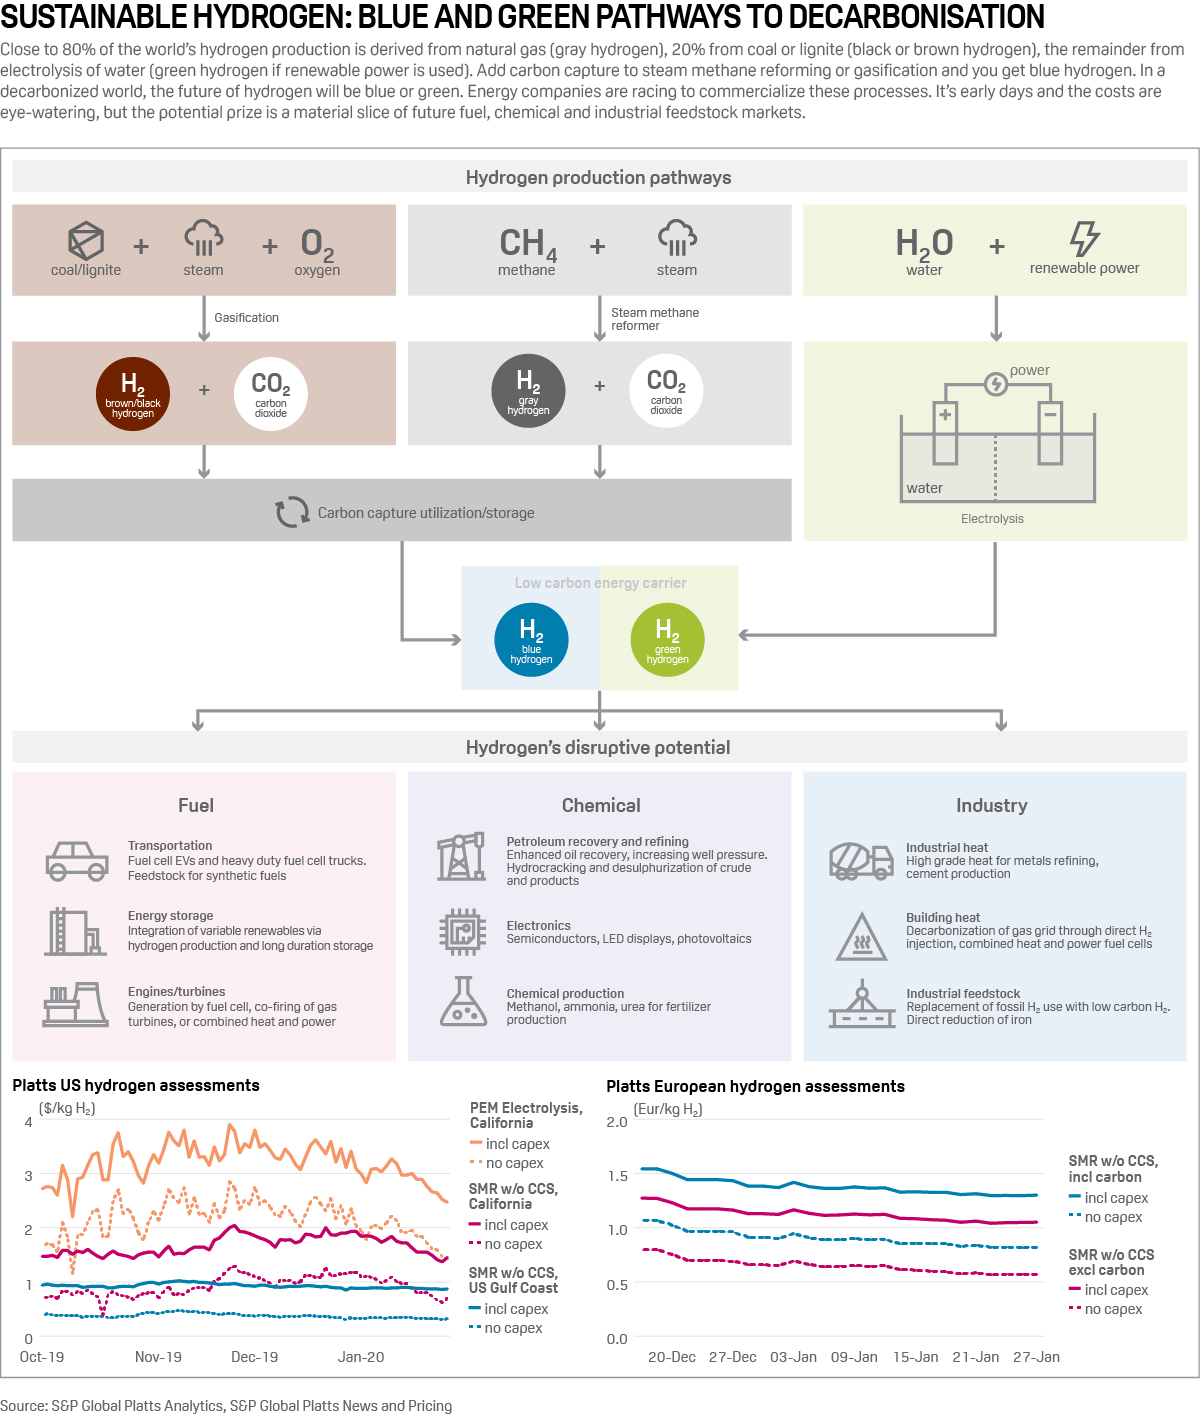 SUSTAINABLE HYDROGEN: BLUE AND GREEN PATHWAYS TO DECARBONISATION
Close to 80% of the world's hydrogen production is derived from natural gas (gray hydrogen), 20% from coal or lignite (black or brown hydrogen), the remainder from
electrolysis of water (green hydrogen if renewable power is used). Add carbon capture to steam methane reforming or gasification and you get blue hydrogen. In a
decarbonized world, the future of hydrogen will be blue or green. Energy companies are racing to commercialize these processes. It's early days and the costs are
eye-watering, but the potential prize is a material slice of future fuel, chemical and industrial feedstock markets.
Hydrogen production pathways
+ + O₂
coal/lignite steam oxygen
CH₄ +
methane steam
H₂O +
water renewable power
Gasification
Steam methane
reformer
H₂
brown/black
hydrogen
+
CO₂
carbon
dioxide
H₂
gray
hydrogen
+
CO₂
carbon
dioxide
power
+ −
water
Electrolysis
Carbon capture utilization/storage
Low carbon energy carrier
H₂
blue
hydrogen
H₂
green
hydrogen
Hydrogen's disruptive potential
Fuel
Transportation
Fuel cell EVs and heavy duty fuel cell trucks.
Feedstock for synthetic fuels
Energy storage
Integration of variable renewables via
hydrogen production and long duration storage
Engines/turbines
Generation by fuel cell, co-firing of gas
turbines, or combined heat and power
Chemical
Petroleum recovery and refining
Enhanced oil recovery, increasing well pressure.
Hydrocracking and desulphurization of crude
and products
Electronics
Semiconductors, LED displays, photovoltaics
Chemical production
Methanol, ammonia, urea for fertilizer
production
Industry
Industrial heat
High grade heat for metals refining,
cement production
Building heat
Decarbonization of gas grid through direct H₂
injection, combined heat and power fuel cells
Industrial feedstock
Replacement of fossil H₂ use with low carbon H₂.
Direct reduction of iron
Platts US hydrogen assessments
($/kg H₂)
4
3
2
1
0
Oct-19 Nov-19 Dec-19 Jan-20
PEM Electrolysis,
California
incl capex
no capex
SMR w/o CCS,
California
incl capex
no capex
SMR w/o CCS,
US Gulf Coast
incl capex
no capex
Platts European hydrogen assessments
(Eur/kg H₂)
2.0
1.5
1.0
0.5
0.0
20-Dec 27-Dec 03-Jan 09-Jan 15-Jan 21-Jan 27-Jan
SMR w/o CCS,
incl carbon
incl capex
no capex
SMR w/o CCS
excl carbon
incl capex
no capex
Source: S&P Global Platts Analytics, S&P Global Platts News and Pricing